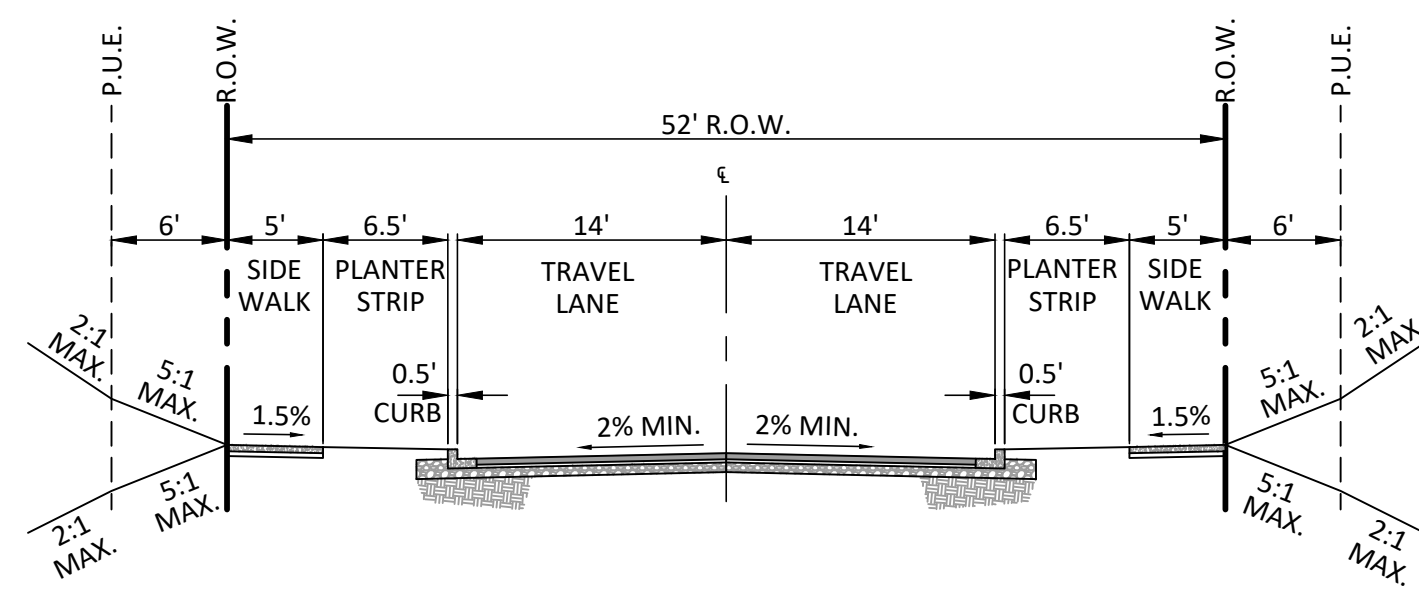 P.U.E.
R.O.W.
R.O.W.
P.U.E.
52' R.O.W.
℄
6'
5'
6.5'
14'
14'
6.5'
5'
6'
SIDE
WALK
PLANTER
STRIP
TRAVEL
LANE
TRAVEL
LANE
PLANTER
STRIP
SIDE
WALK
2:1
MAX.
5:1
MAX.
1.5%
0.5'
CURB
2% MIN.
2% MIN.
0.5'
CURB
1.5%
5:1
MAX.
2:1
MAX
2:1
MAX.
5:1
MAX.
5:1
MAX.
2:1
MAX.